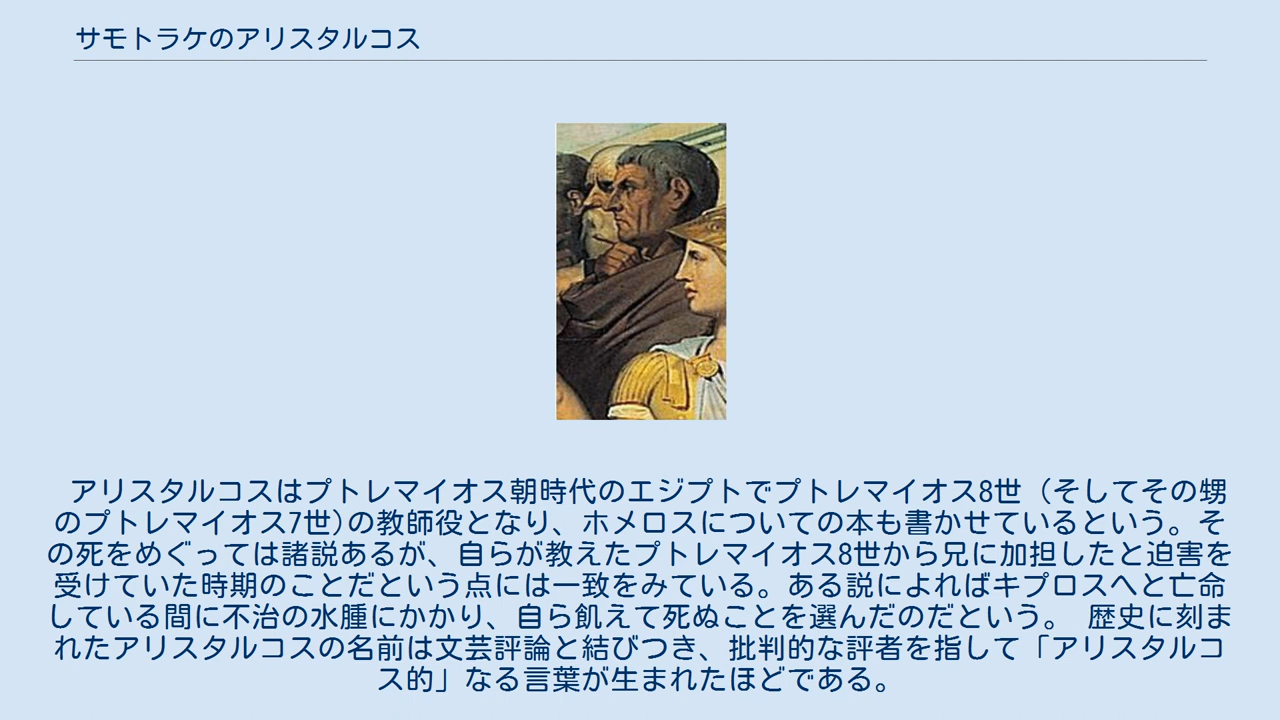 サモトラケのアリスタルコス
アリスタルコスはプトレマイオス朝時代のエジプトでプトレマイオス8世（そしてその甥
のプトレマイオス7世)の教師役となり、ホメロスについての本も書かせているという。そ
の死をめぐっては諸説あるが、自らが教えたプトレマイオス8世から兄に加担したと迫害を
受けていた時期のことだという点には一致をみている。ある説によればキプロスへと亡命
している間に不治の水腫にかかり、自ら飢えて死ぬことを選んだのだという。 歴史に刻ま
れたアリスタルコスの名前は文芸評論と結びつき、批判的な評者を指して「アリスタルコ
ス的」なる言葉が生まれたほどである。